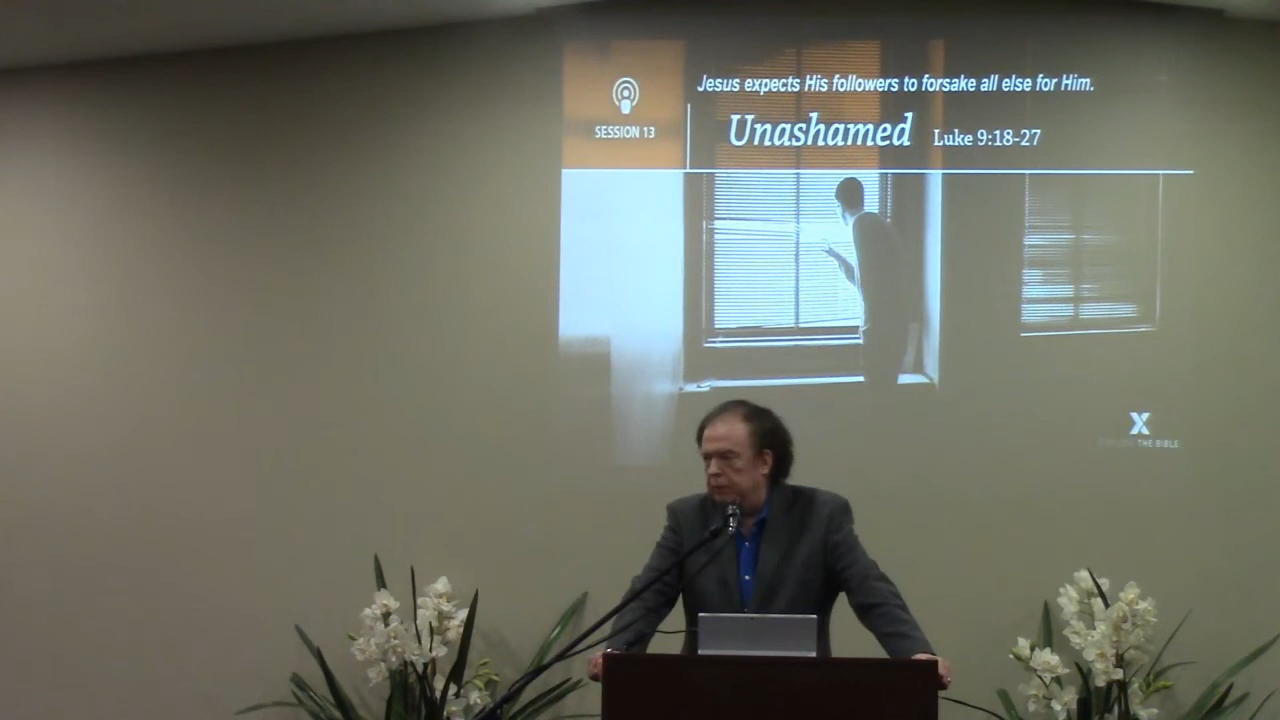 Jesus expects His followers to forsake all else for Him.
SESSION 13
Unashamed Luke 9:18-27
THE BIBLE